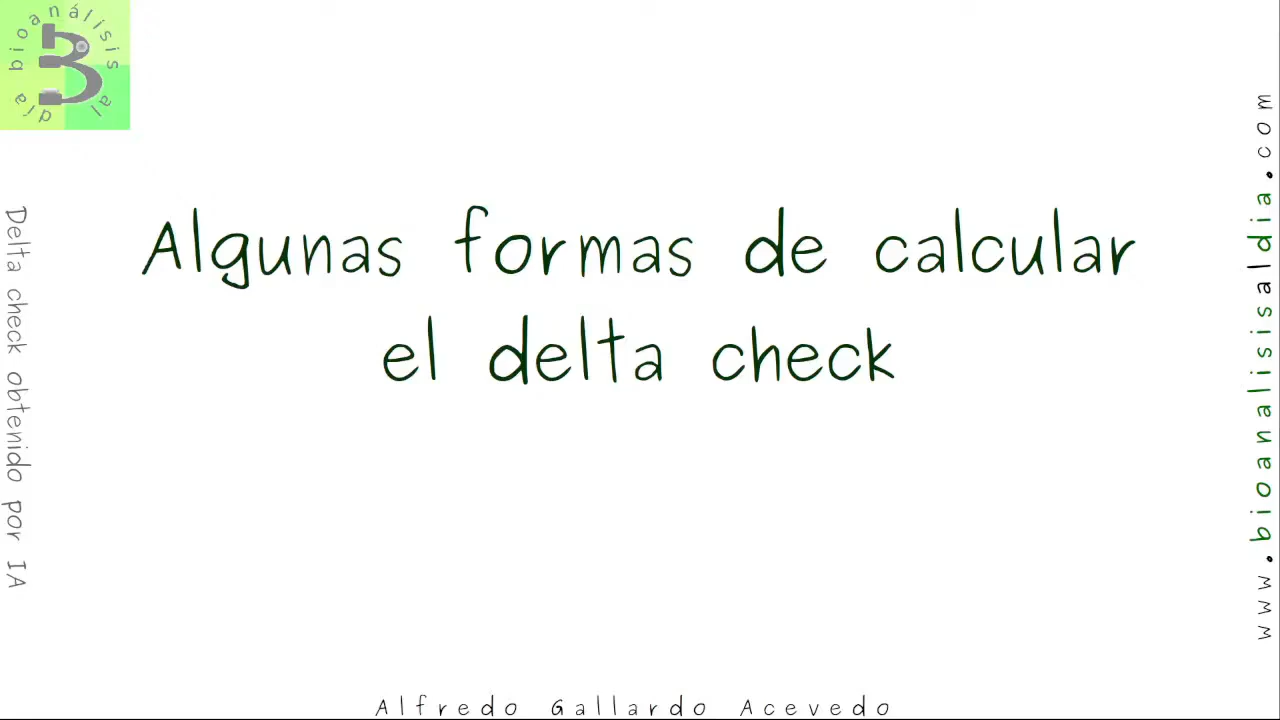 bioanálisis al día
Algunas formas de calcular
el delta check
Delta check obtenido por IA
www.bioanalisisaldia.com
Alfredo Gallardo Acevedo